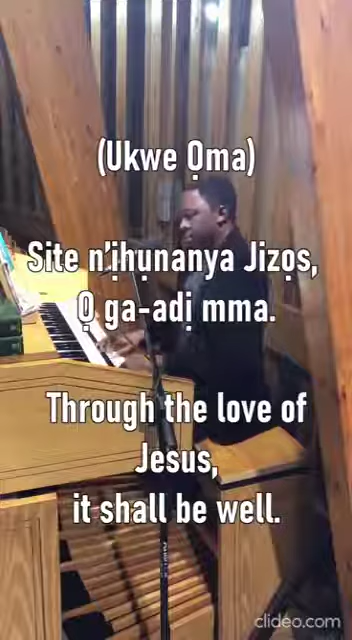 (Ukwe Ọma)
Site n'ịhụnanya Jizọs,
Ọ ga-adị mma.
Through the love of
Jesus,
it shall be well.
clideo.com